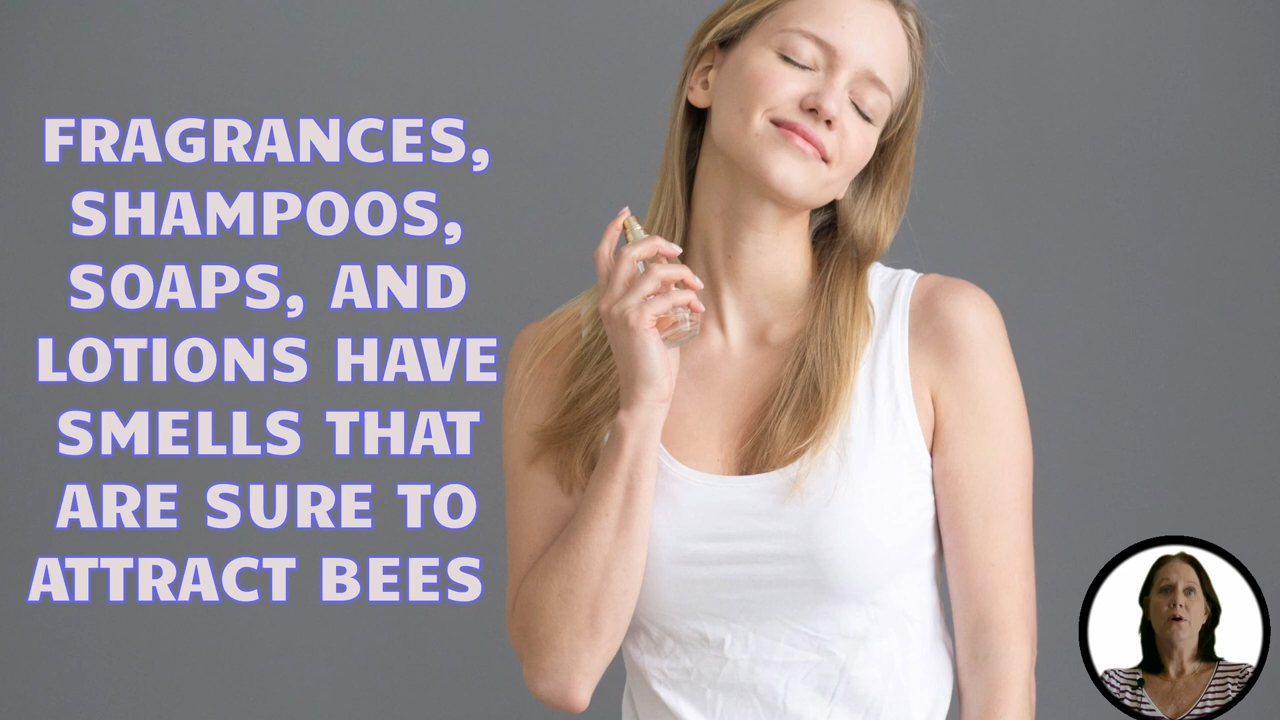 FRAGRANCES,
SHAMPOOS,
SOAPS, AND
LOTIONS HAVE
SMELLS THAT
ARE SURE TO
ATTRACT BEES